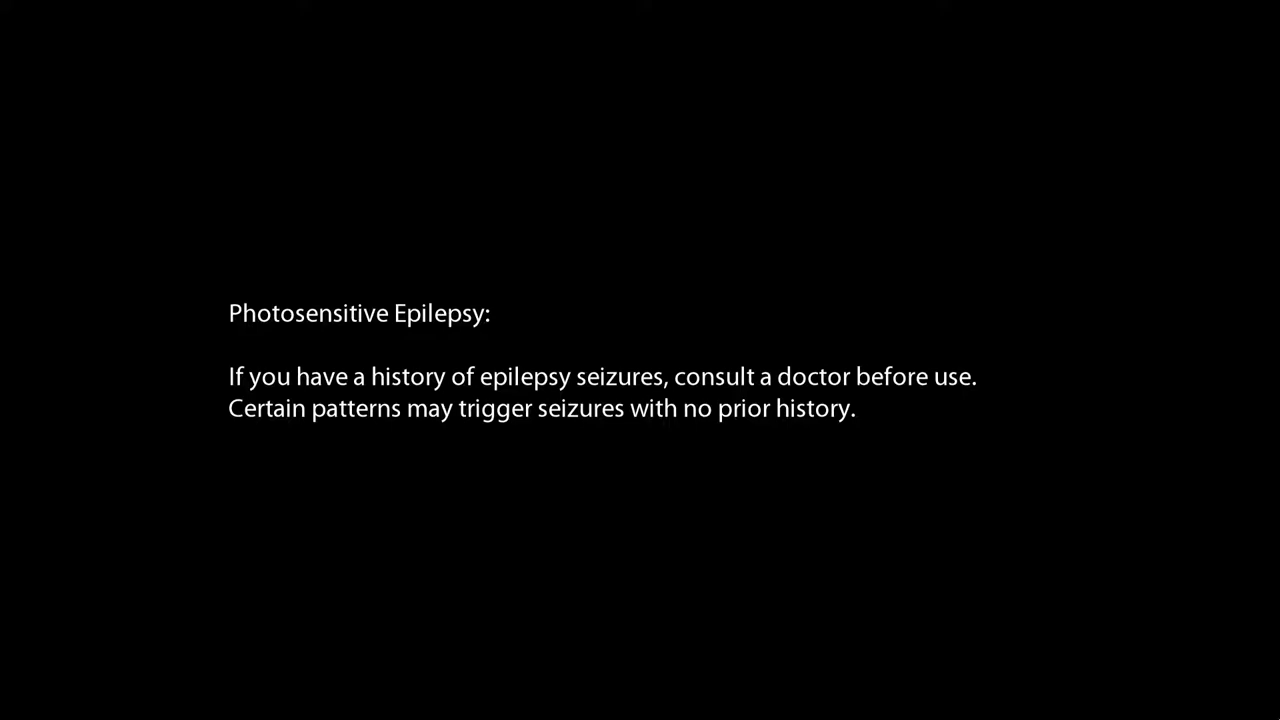 Photosensitive Epilepsy:
If you have a history of epilepsy seizures, consult a doctor before use.
Certain patterns may trigger seizures with no prior history.